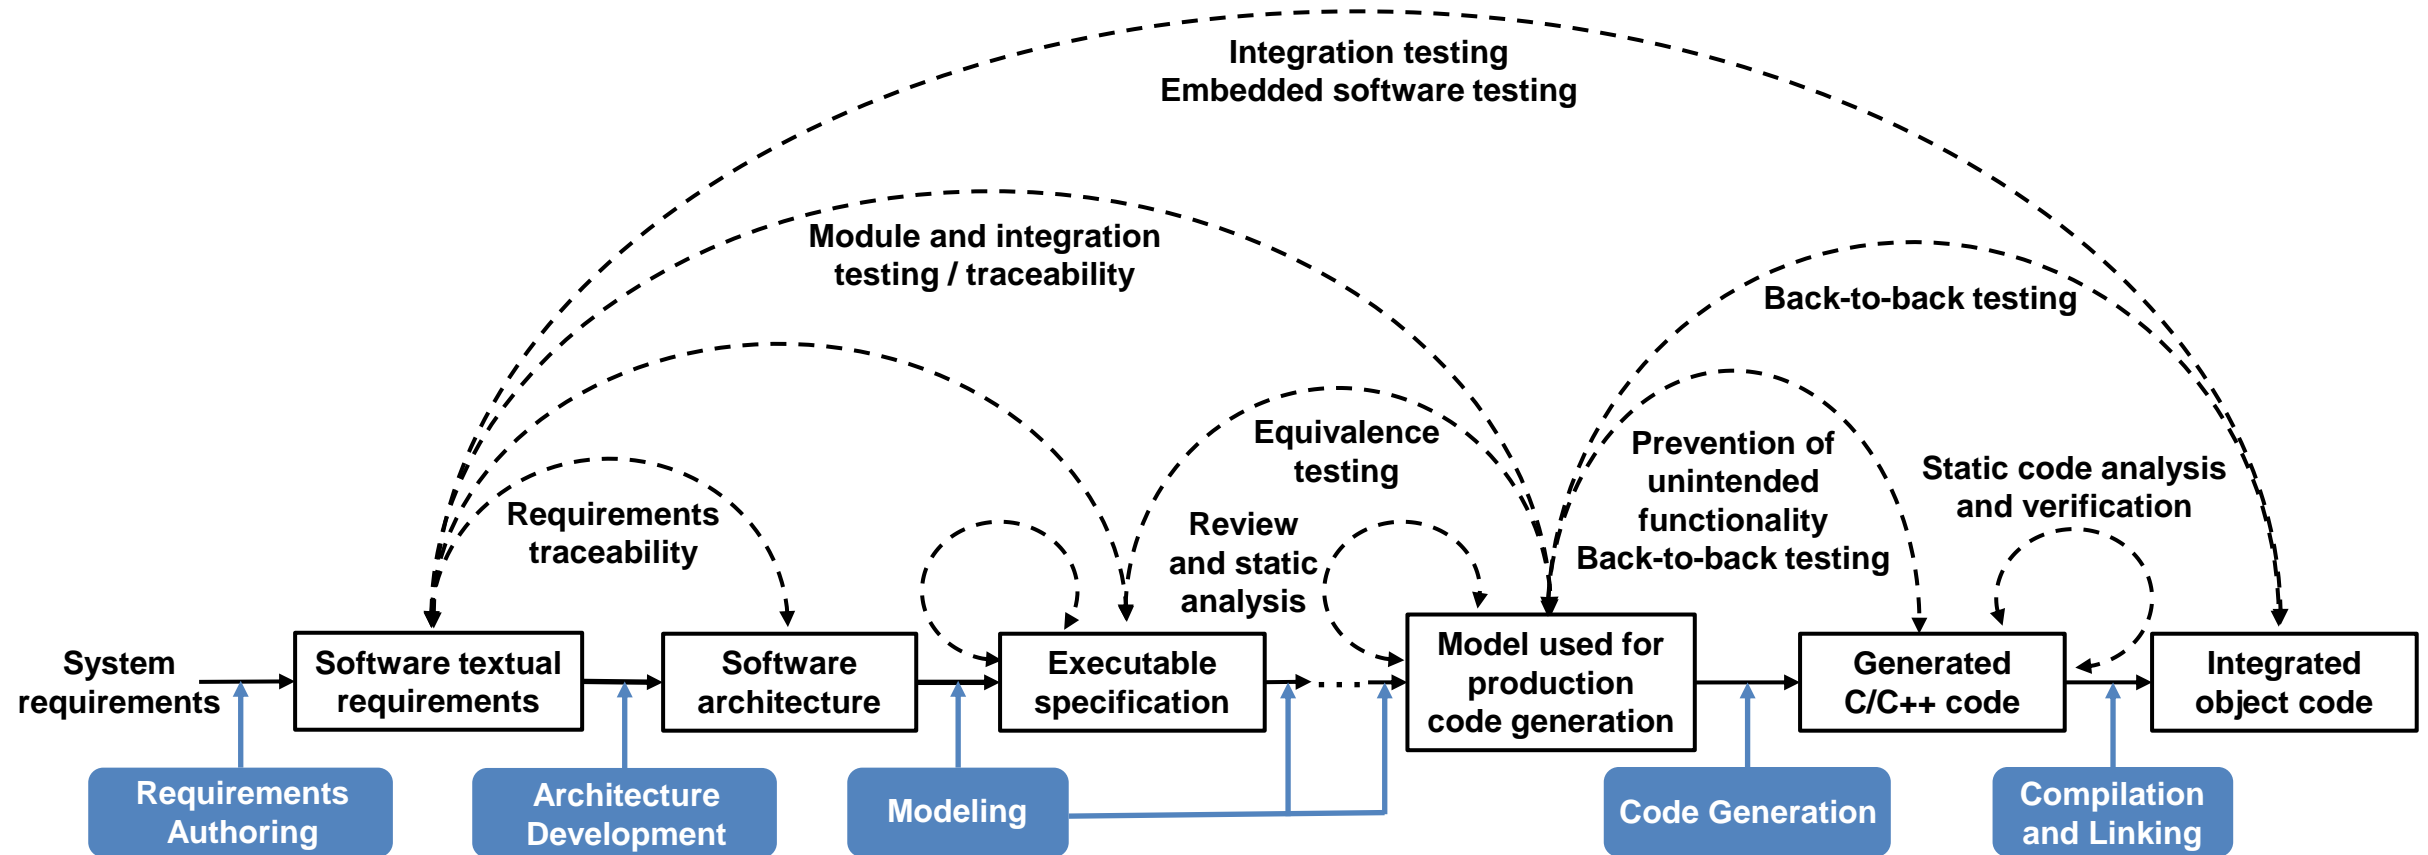 Integration testing
Embedded software testing
Module and integration
testing / traceability
Back-to-back testing
Equivalence
testing
Prevention of
unintended
functionality
Back-to-back testing
Static code analysis
and verification
Requirements
traceability
Review
and static
analysis
System
requirements
Software textual
requirements
Software
architecture
Executable
specification
. . .
Model used for
production
code generation
Generated
C/C++ code
Integrated
object code
Requirements
Authoring
Architecture
Development
Modeling
Code Generation
Compilation
and Linking